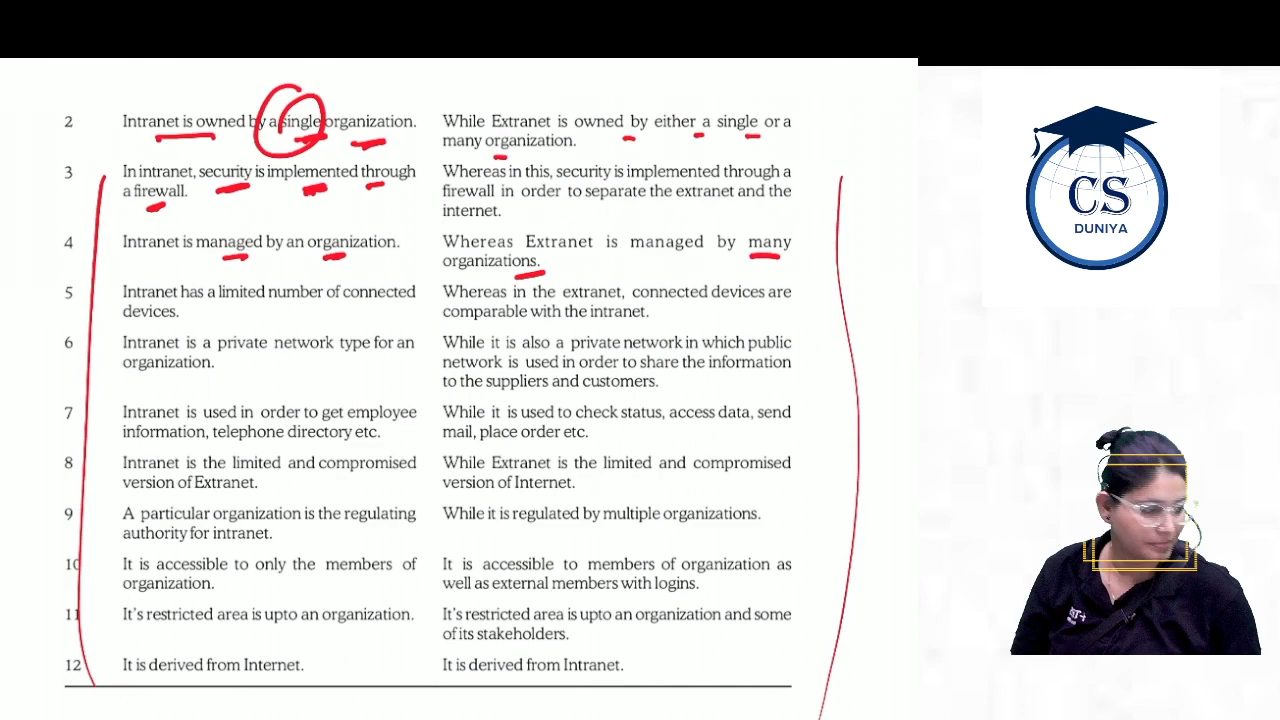 2 Intranet is owned by a single organization. While Extranet is owned by either a single or a
many organization.
3 In intranet, security is implemented through Whereas in this, security is implemented through a
a firewall. firewall in order to separate the extranet and the
internet.
4 Intranet is managed by an organization. Whereas Extranet is managed by many
organizations.
5 Intranet has a limited number of connected Whereas in the extranet, connected devices are
devices. comparable with the intranet.
6 Intranet is a private network type for an While it is also a private network in which public
organization. network is used in order to share the information
to the suppliers and customers.
7 Intranet is used in order to get employee While it is used to check status, access data, send
information, telephone directory etc. mail, place order etc.
8 Intranet is the limited and compromised While Extranet is the limited and compromised
version of Extranet. version of Internet.
9 A particular organization is the regulating While it is regulated by multiple organizations.
authority for intranet.
10 It is accessible to only the members of It is accessible to members of organization as
organization. well as external members with logins.
11 It's restricted area is upto an organization. It's restricted area is upto an organization and some
of its stakeholders.
12 It is derived from Internet. It is derived from Intranet.
CS
DUNIYA